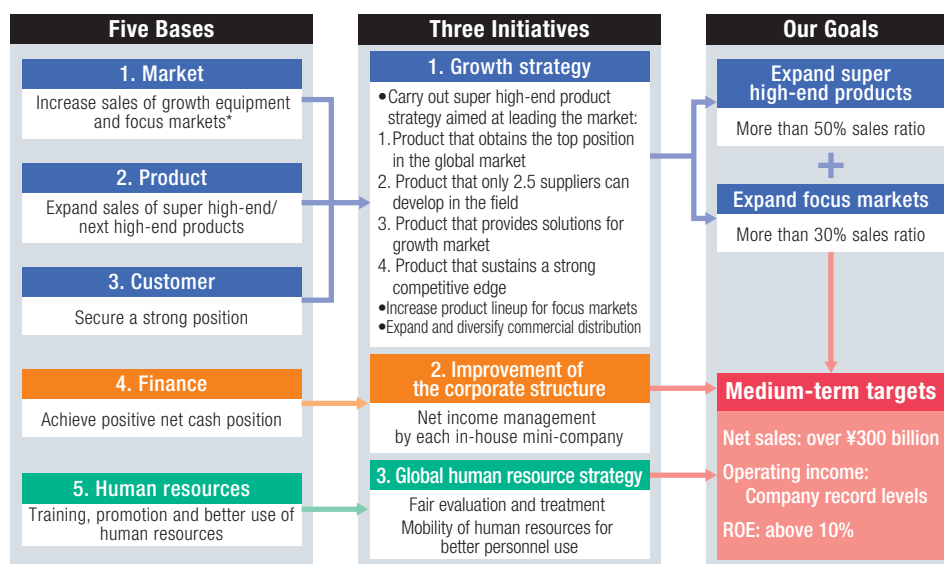 Five Bases
1. Market
Increase sales of growth equipment
and focus markets*
2. Product
Expand sales of super high-end/
next high-end products
3. Customer
Secure a strong position
4. Finance
Achieve positive net cash position
5. Human resources
Training, promotion and better use of
human resources
Three Initiatives
1. Growth strategy
•Carry out super high-end product
strategy aimed at leading the market:
1. Product that obtains the top position
in the global market
2. Product that only 2.5 suppliers can
develop in the field
3. Product that provides solutions for
growth market
4. Product that sustains a strong
competitive edge
•Increase product lineup for focus markets
•Expand and diversify commercial distribution
2. Improvement of
the corporate structure
Net income management
by each in-house mini-company
3. Global human resource strategy
Fair evaluation and treatment
Mobility of human resources for
better personnel use
Our Goals
Expand super
high-end products
More than 50% sales ratio
+
Expand focus markets
More than 30% sales ratio
Medium-term targets
Net sales: over ¥300 billion
Operating income:
Company record levels
ROE: above 10%